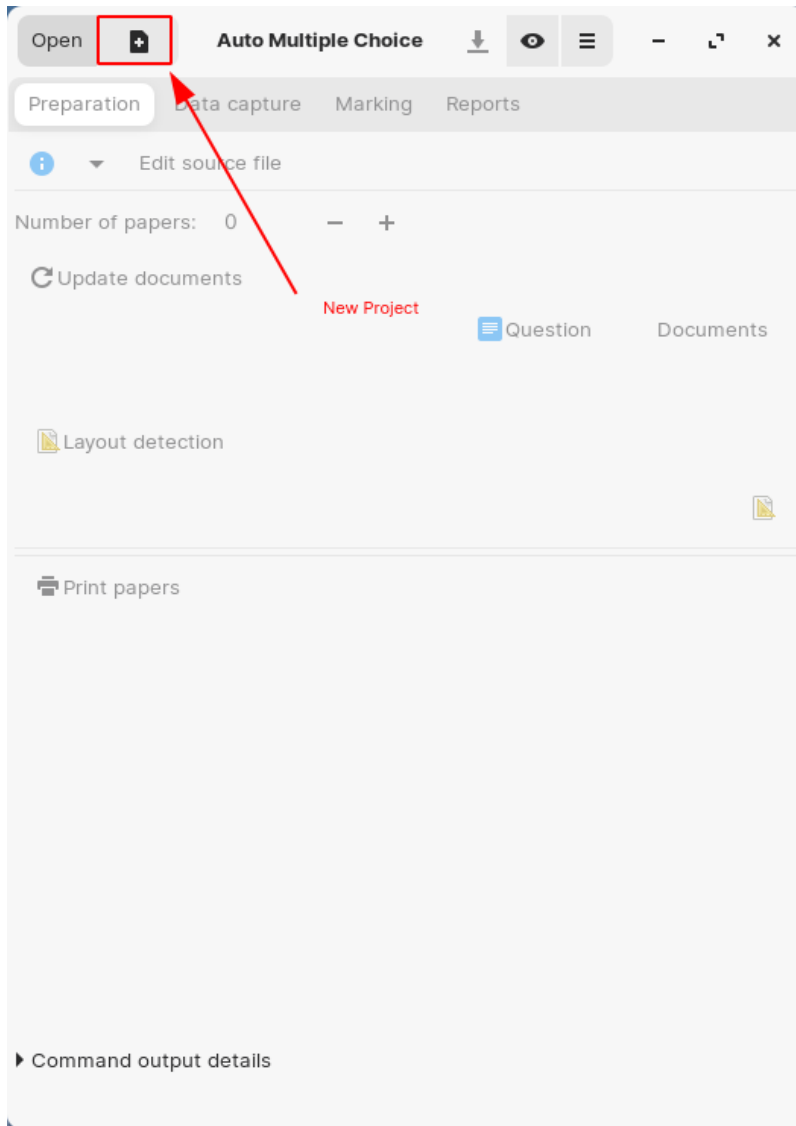 Open
Auto Multiple Choice
Preparation Data capture Marking Reports
Edit source file
Number of papers: 0
Update documents
New Project
Question Documents
Layout detection
Print papers
Command output details